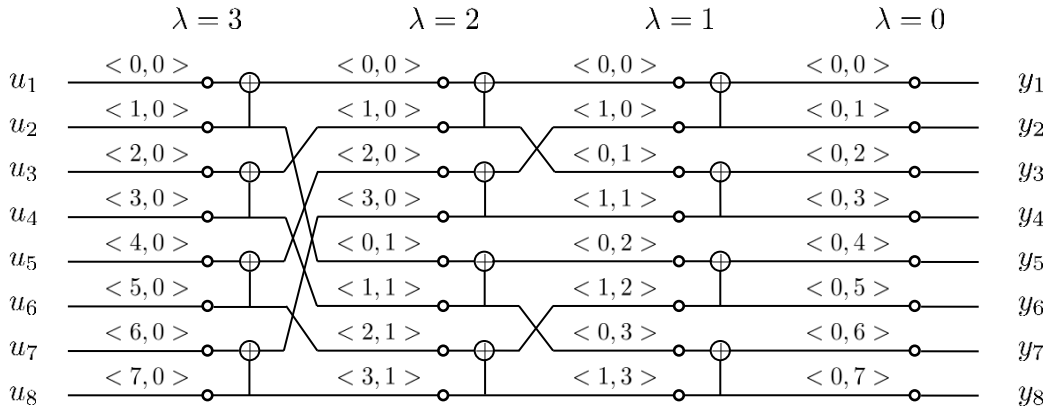 λ = 3 λ = 2 λ = 1 λ = 0
u1 < 0, 0 > < 0, 0 > < 0, 0 > < 0, 0 > y1
u2 < 1, 0 > < 1, 0 > < 1, 0 > < 0, 1 > y2
u3 < 2, 0 > < 2, 0 > < 0, 1 > < 0, 2 > y3
u4 < 3, 0 > < 3, 0 > < 1, 1 > < 0, 3 > y4
u5 < 4, 0 > < 0, 1 > < 0, 2 > < 0, 4 > y5
u6 < 5, 0 > < 1, 1 > < 1, 2 > < 0, 5 > y6
u7 < 6, 0 > < 2, 1 > < 0, 3 > < 0, 6 > y7
u8 < 7, 0 > < 3, 1 > < 1, 3 > < 0, 7 > y8